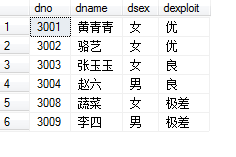 dno dname dsex dexploit
1 3001 黄青青 女 优
2 3002 骆艺 女 优
3 3003 张玉玉 女 良
4 3004 赵六 男 良
5 3008 蔬菜 女 极差
6 3009 李四 男 极差